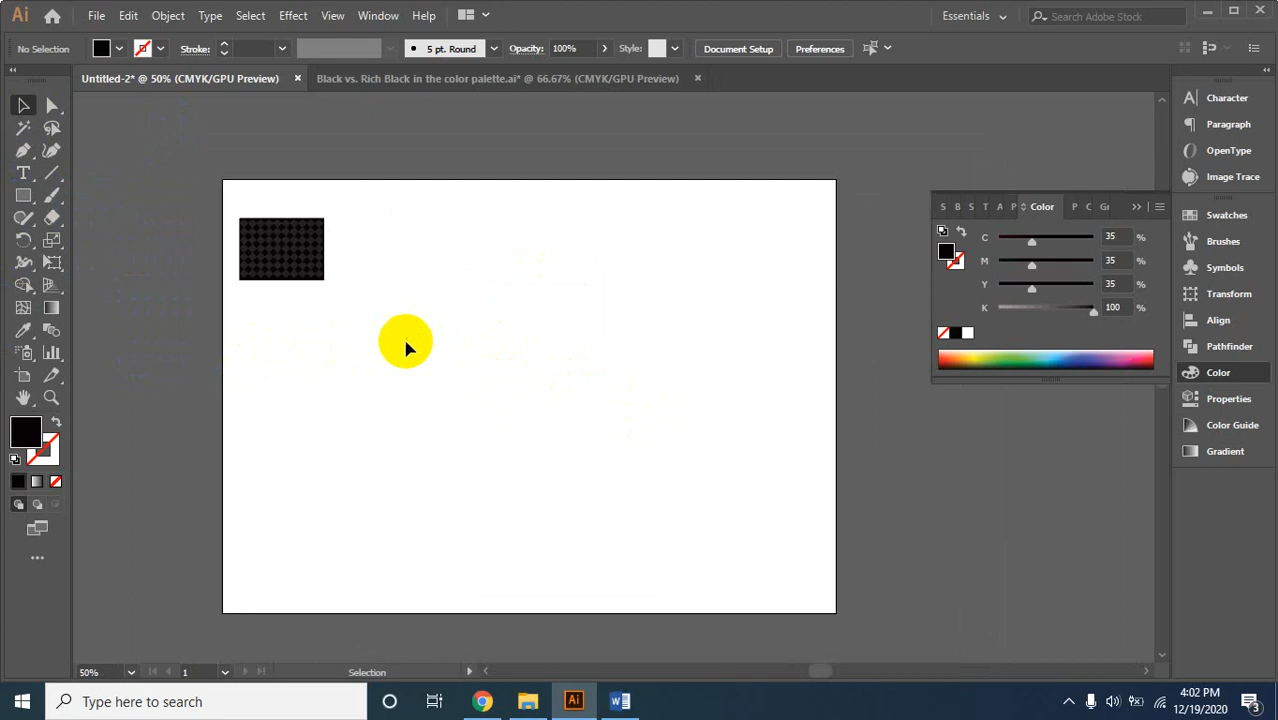 Ai File Edit Object Type Select Effect View Window Help Essentials Search Adobe Stock
No Selection Stroke: 5 pt. Round Opacity: 100% Style: Document Setup Preferences
Untitled-2* @ 50% (CMYK/GPU Preview) Black vs. Rich Black in the color palette.ai* @ 66.67% (CMYK/GPU Preview)
Character
Paragraph
OpenType
Image Trace
S B S T A P Color P C Gr
C 35 %
M 35 %
Y 35 %
K 100 %
Swatches
Brushes
Symbols
Transform
Align
Pathfinder
Color
Properties
Color Guide
Gradient
50% 1 Selection
Type here to search Ai W 4:02 PM
12/19/2020 3